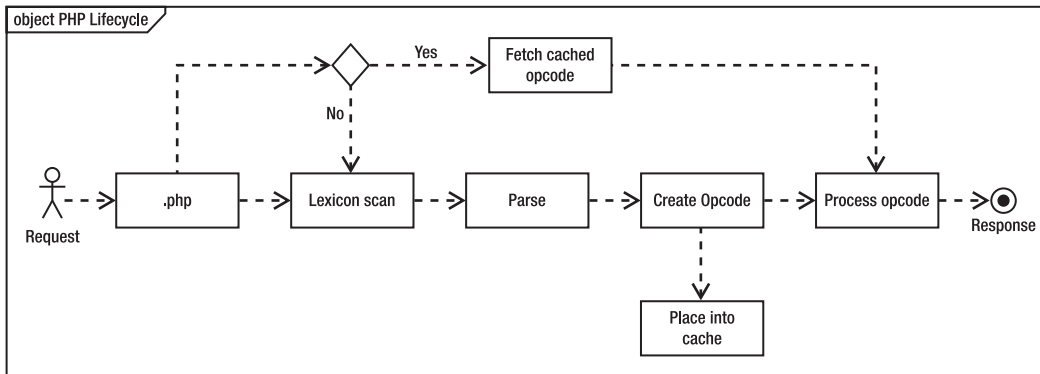 object PHP Lifecycle
Yes
Fetch cached
opcode
No
.php
Lexicon scan
Parse
Create Opcode
Process opcode
Request
Response
Place into
cache